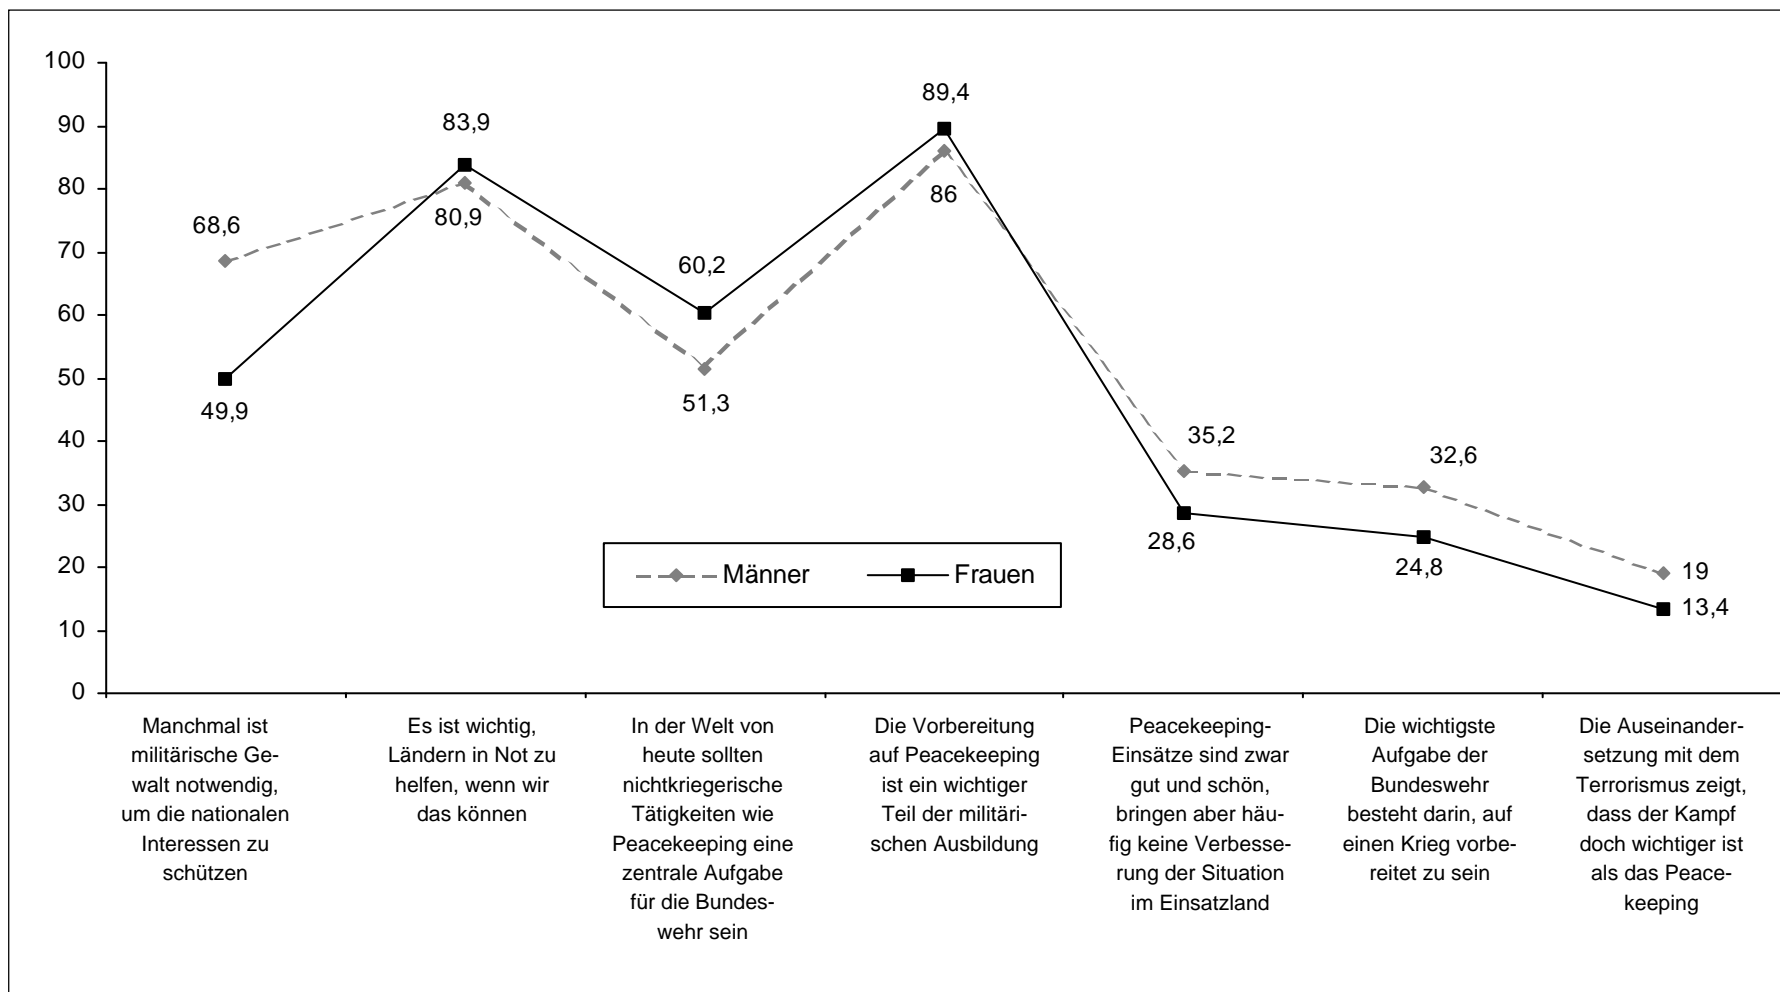 100
90
80
70
60
50
40
30
20
10
0
68,6
49,9
83,9
80,9
60,2
51,3
89,4
86
35,2
28,6
32,6
24,8
19
13,4
Männer
Frauen
Manchmal ist
militärische Ge-
walt notwendig,
um die nationalen
Interessen zu
schützen
Es ist wichtig,
Ländern in Not zu
helfen, wenn wir
das können
In der Welt von
heute sollten
nichtkriegerische
Tätigkeiten wie
Peacekeeping eine
zentrale Aufgabe
für die Bundes-
wehr sein
Die Vorbereitung
auf Peacekeeping
ist ein wichtiger
Teil der militäri-
schen Ausbildung
Peacekeeping-
Einsätze sind zwar
gut und schön,
bringen aber häu-
fig keine Verbesse-
rung der Situation
im Einsatzland
Die wichtigste
Aufgabe der
Bundeswehr
besteht darin, auf
einen Krieg vorbe-
reitet zu sein
Die Auseinander-
setzung mit dem
Terrorismus zeigt,
dass der Kampf
doch wichtiger ist
als das Peace-
keeping